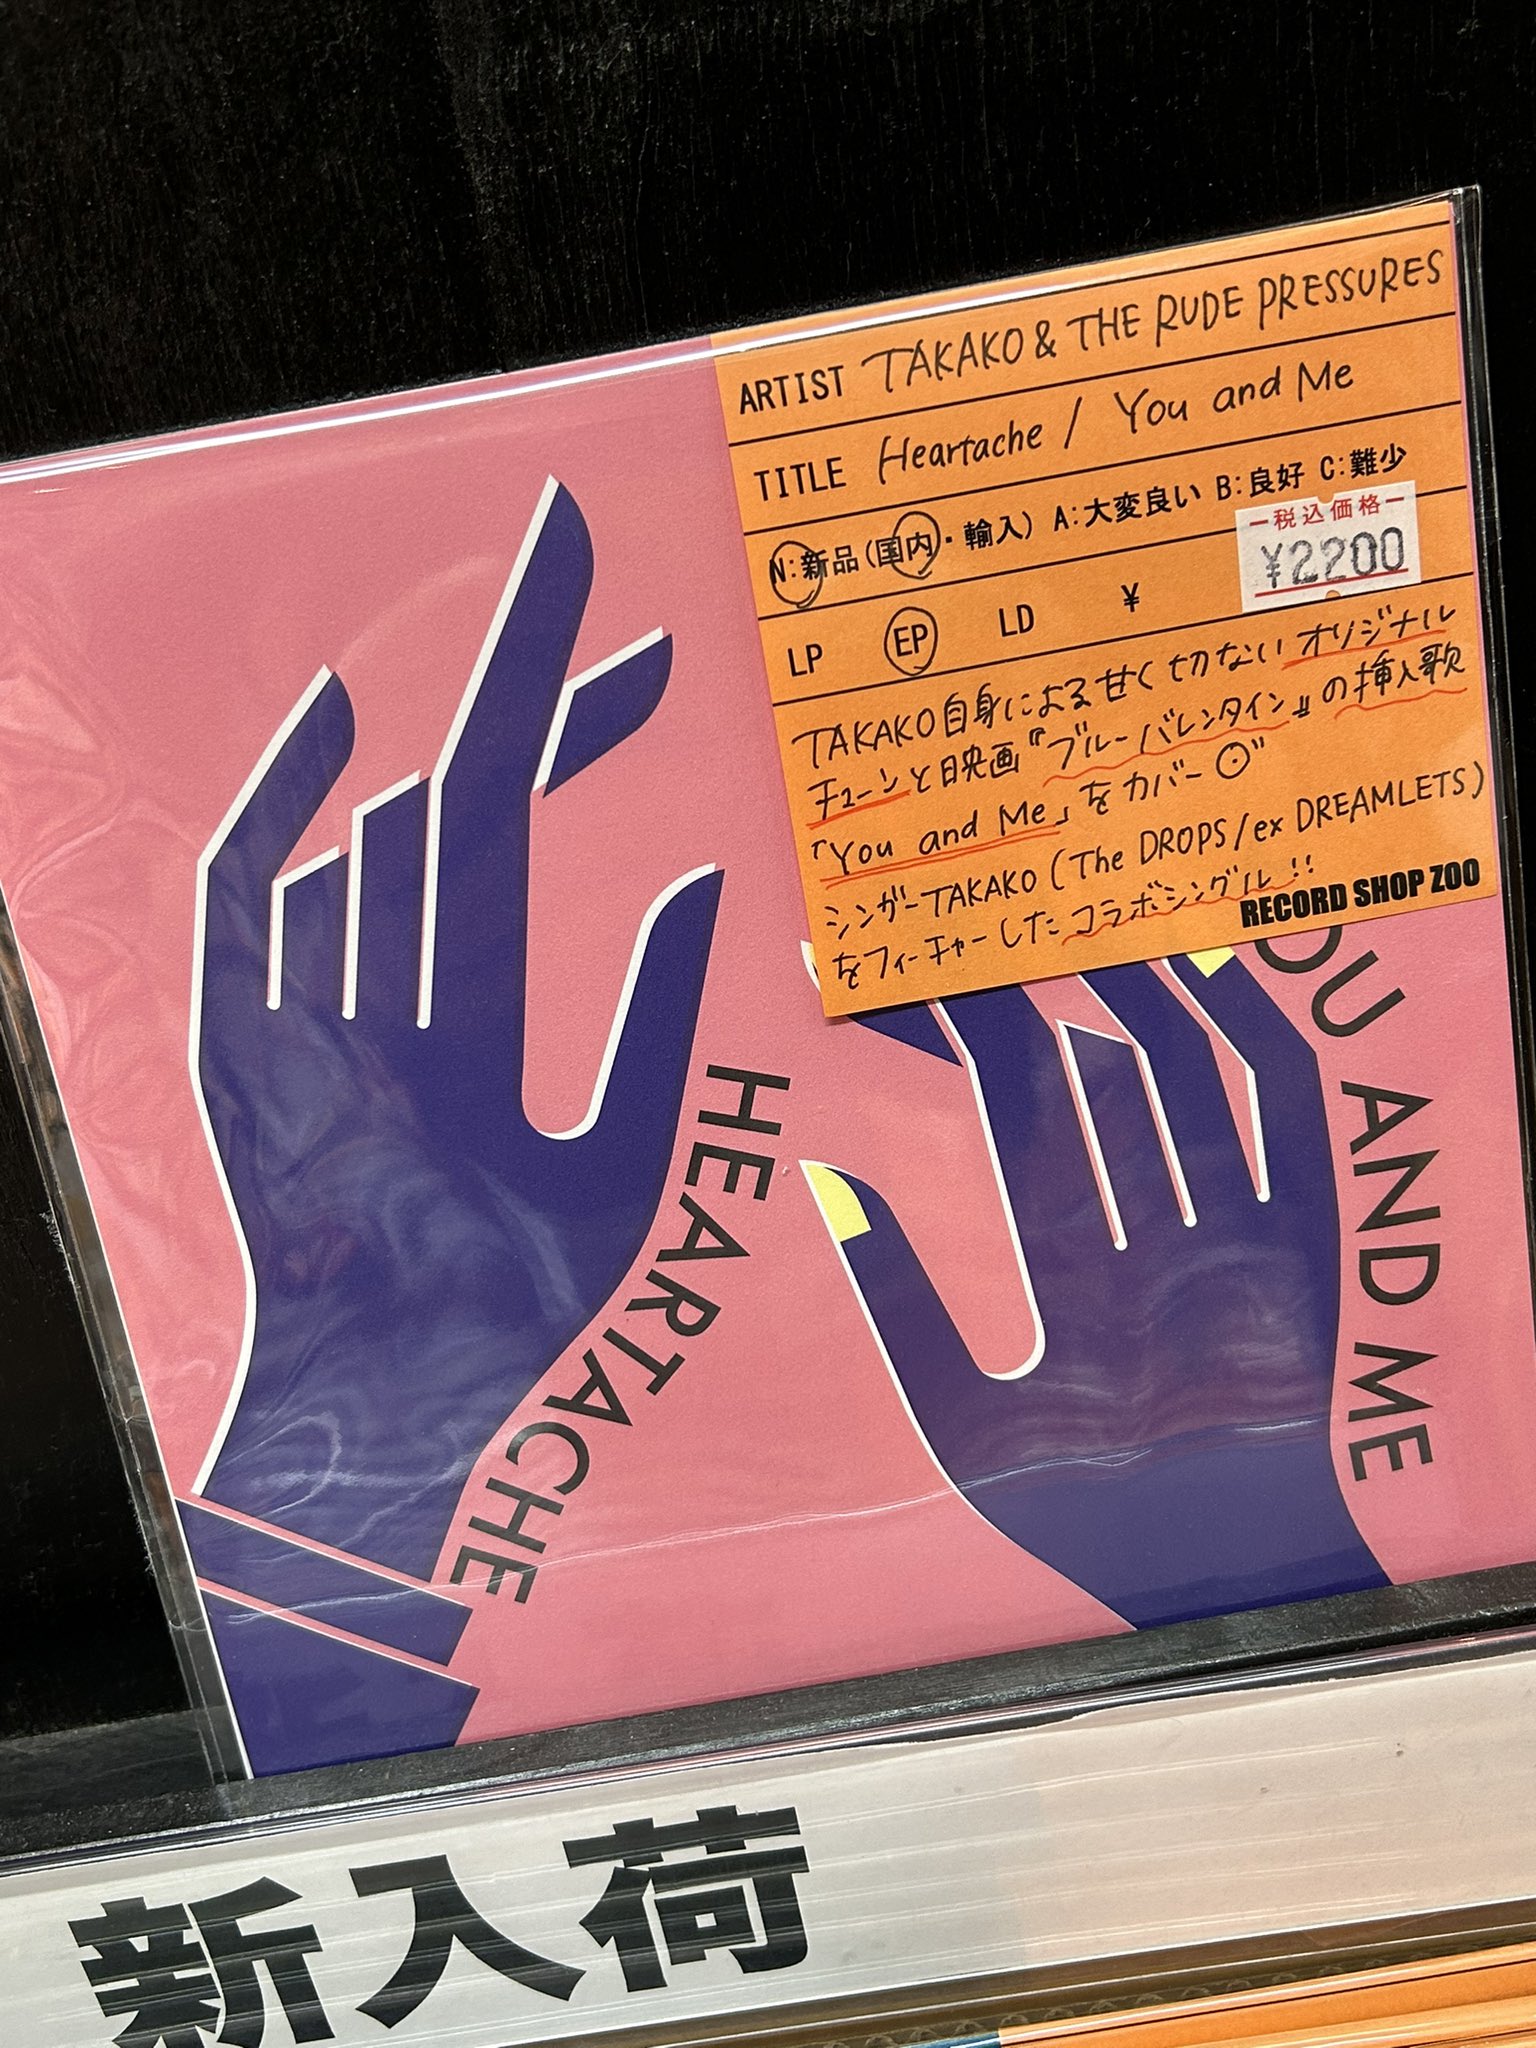 ARTIST TAKAKO & THE RUDE PRESSURES
TITLE Heartache / You and Me
N:新品(国内・輸入) A:大変良い B:良好 C:難少
ー税込価格ー
¥2200
LP EP LD ¥
TAKAKO自身による甘く切ないオリジナル
チューンと映画『ブルーバレンタイン』の挿入歌
「You and Me」をカバー
シンガーTAKAKO (The DROPS/ex DREAMLETS)
をフィーチャーしたコラボシングル!!
RECORD SHOP ZOO
HEARTACHE
OU AND ME
新入荷